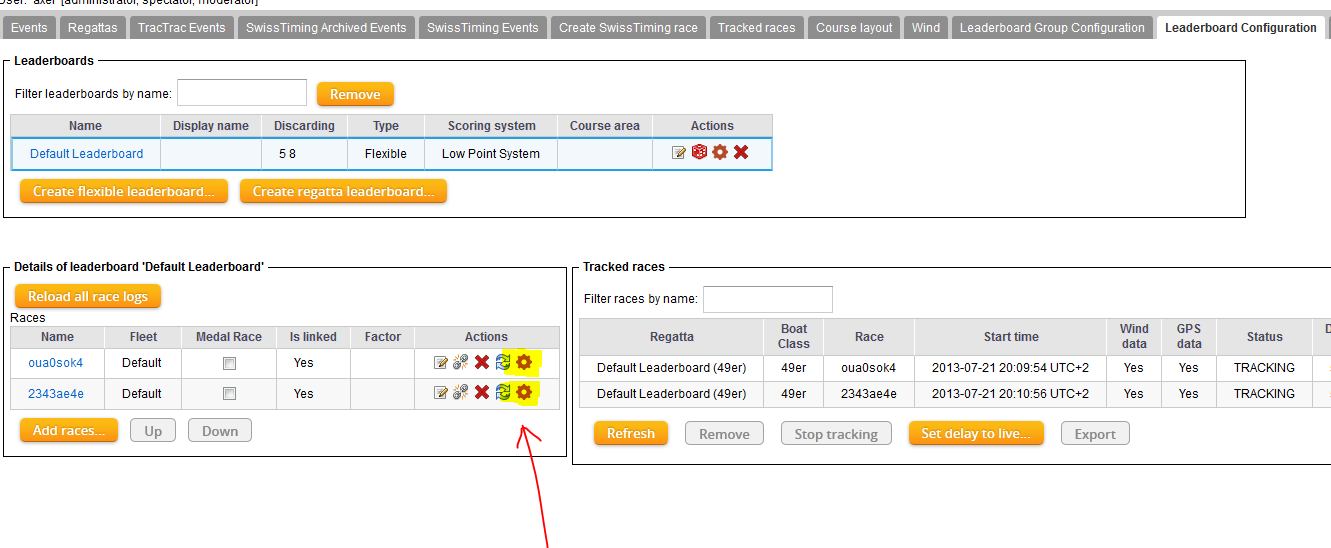 User: axel [administrator, spectator, moderator]
Events Regattas TracTrac Events SwissTiming Archived Events SwissTiming Events Create SwissTiming race Tracked races Course layout Wind Leaderboard Group Configuration Leaderboard Configuration
Leaderboards
Filter leaderboards by name: Remove
Name Display name Discarding Type Scoring system Course area Actions
Default Leaderboard 5 8 Flexible Low Point System
Create flexible leaderboard... Create regatta leaderboard...
Details of leaderboard 'Default Leaderboard'
Reload all race logs
Races
Name Fleet Medal Race Is linked Factor Actions
oua0sok4 Default Yes
2343ae4e Default Yes
Add races... Up Down
Tracked races
Filter races by name:
Regatta Boat Class Race Start time Wind data GPS data Status D
Default Leaderboard (49er) 49er oua0sok4 2013-07-21 20:09:54 UTC+2 Yes Yes TRACKING
Default Leaderboard (49er) 49er 2343ae4e 2013-07-21 20:10:56 UTC+2 Yes Yes TRACKING
Refresh Remove Stop tracking Set delay to live... Export